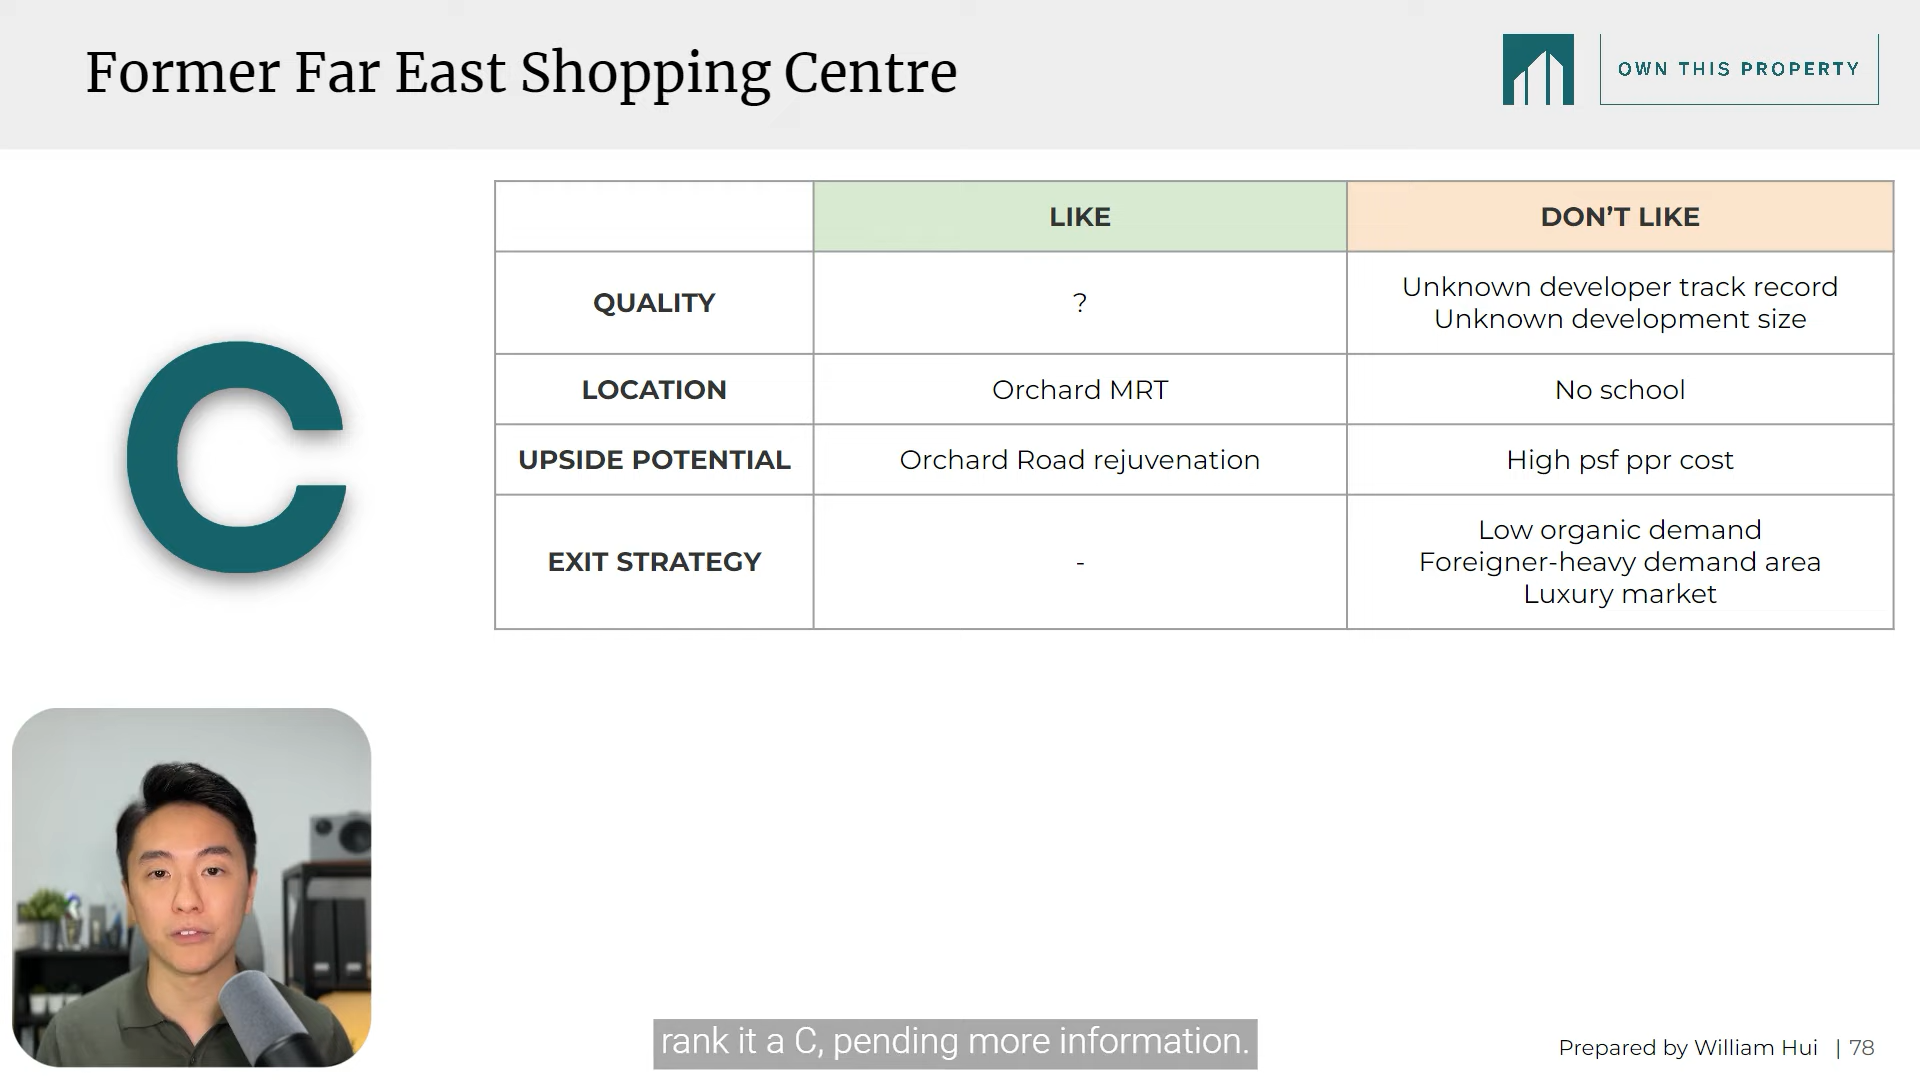 Former Far East Shopping Centre
OWN THIS PROPERTY
LIKE
DON’T LIKE
QUALITY
?
Unknown developer track record
Unknown development size
LOCATION
Orchard MRT
No school
UPSIDE POTENTIAL
Orchard Road rejuvenation
High psf ppr cost
EXIT STRATEGY
-
Low organic demand
Foreigner-heavy demand area
Luxury market
C
rank it a C, pending more information.
Prepared by William Hui | 78